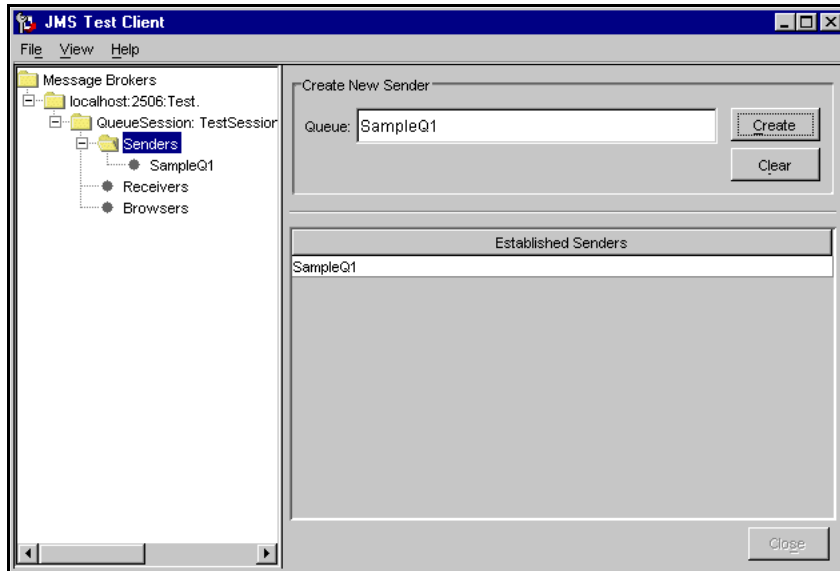 JMS Test Client
File View Help
Message Brokers
localhost:2506:Test.
QueueSession: TestSession
Senders
SampleQ1
Receivers
Browsers
Create New Sender
Queue: SampleQ1
Create
Clear
Established Senders
SampleQ1
Close